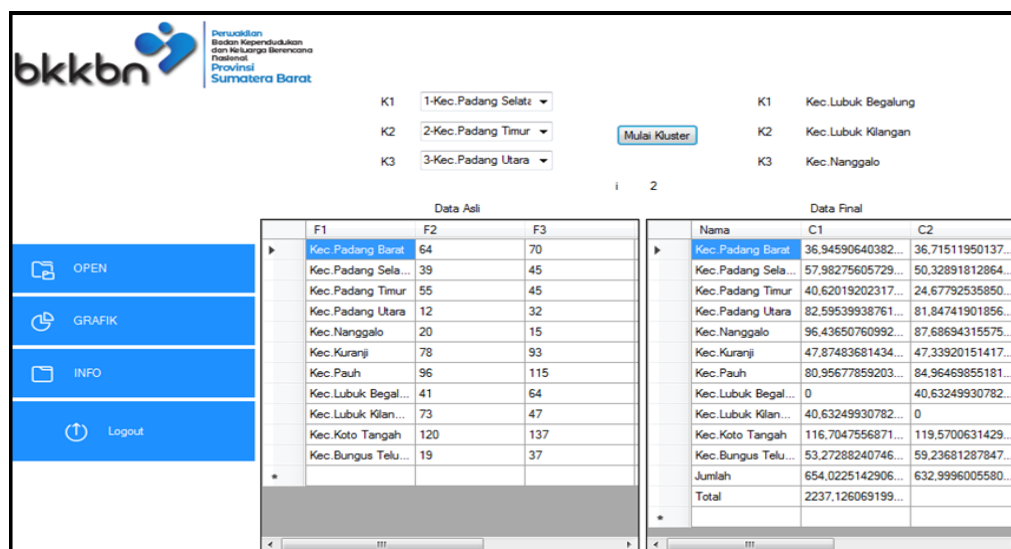 bkkbn
Perwakilan
Badan Kependudukan
dan Keluarga Berencana
Nasional
Provinsi
Sumatera Barat
K1 1-Kec.Padang Selata K1 Kec.Lubuk Begalung
K2 2-Kec.Padang Timur Mulai Kluster K2 Kec.Lubuk Kilangan
K3 3-Kec.Padang Utara K3 Kec.Nanggalo
i 2
Data Asli Data Final
OPEN
GRAFIK
INFO
Logout
F1 F2 F3
Kec.Padang Barat 64 70
Kec.Padang Sela... 39 45
Kec.Padang Timur 55 45
Kec.Padang Utara 12 32
Kec.Nanggalo 20 15
Kec.Kuranji 78 93
Kec.Pauh 96 115
Kec.Lubuk Begal... 41 64
Kec.Lubuk Kilan... 73 47
Kec.Koto Tangah 120 137
Kec.Bungus Telu... 19 37
Nama C1 C2
Kec.Padang Barat 36,94590640382... 36,71511950137...
Kec.Padang Sela... 57,98275605729... 50,32891812864...
Kec.Padang Timur 40,62019202317... 24,67792535850...
Kec.Padang Utara 82,59539938761... 81,84741901856...
Kec.Nanggalo 96,43650760992... 87,68694315575...
Kec.Kuranji 47,87483681434... 47,33920151417...
Kec.Pauh 80,95677859203... 84,96469855181...
Kec.Lubuk Begal... 0 40,63249930782...
Kec.Lubuk Kilan... 40,63249930782... 0
Kec.Koto Tangah 116,7047556871... 119,5700631429...
Kec.Bungus Telu... 53,27288240746... 59,23681287847...
Jumlah 654,0225142906... 632,9996005580...
Total 2237,126069199...